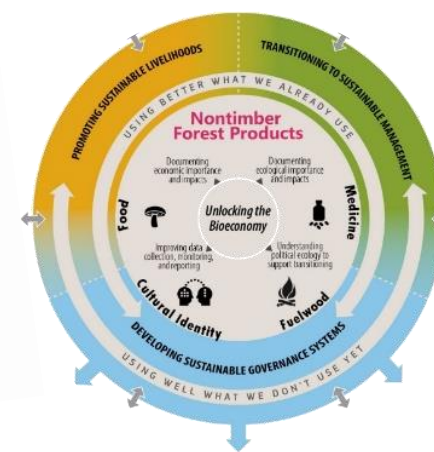 PROMOTING SUSTAINABLE LIVELIHOODS
TRANSITIONING TO SUSTAINABLE MANAGEMENT
USING BETTER WHAT WE ALREADY USE
Nontimber
Forest Products
Documenting
economic importance
and impacts
Documenting
ecological importance
and impacts
Food
Medicine
Unlocking the
Bioeconomy
Improving data
collection, monitoring,
and reporting
Understanding
political ecology to
support transitioning
Cultural Identity
Fuelwood
DEVELOPING SUSTAINABLE GOVERNANCE SYSTEMS
USING WELL WHAT WE DON'T USE YET